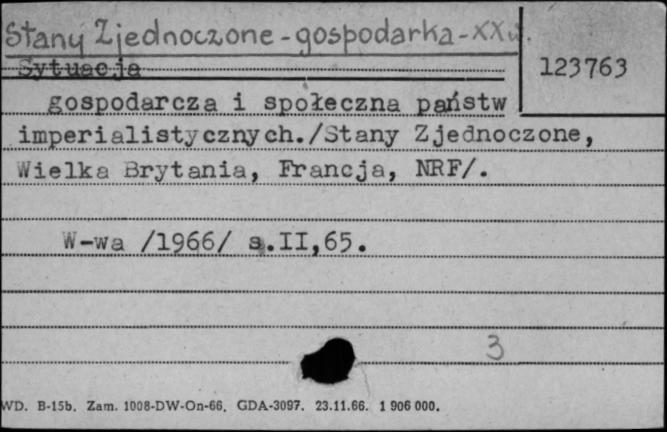 Stany Zjednoczone - gospodarka - XX w.
123763
Sytuacja
gospodarcza i społeczna państw
imperialistycznych./Stany Zjednoczone,
Wielka Brytania, Francja, NRF/.
W-wa /1966/ s.II,65.
3
WD. B-15b. Zam. 1008-DW-On-66. GDA-3097. 23.11.66. 1 906 000.